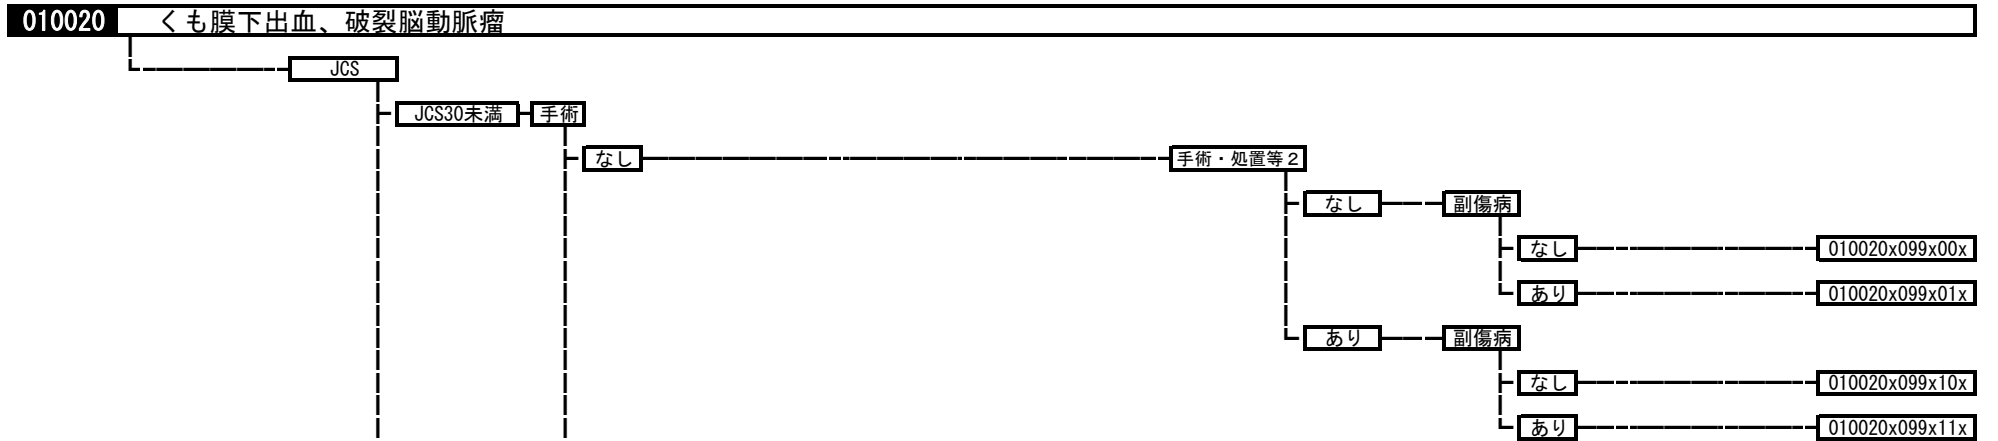 010020 くも膜下出血、破裂脳動脈瘤
JCS
JCS30未満 手術
なし 手術・処置等２
なし 副傷病
なし 010020x099x00x
あり 010020x099x01x
あり 副傷病
なし 010020x099x10x
あり 010020x099x11x